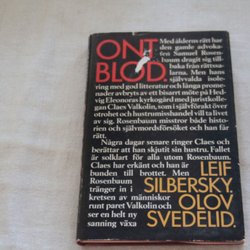 ONT
BLOD.
Med ålderns rätt har
den gamle advoka-
ten Samuel Rosen-
baum dragit sig till-
baka från rättssa-
larna. Men hans
självvalda isole-
ring med god litteratur och långa prome-
nader avbryts av ett bisarrt möte på Hed-
vig Eleonoras kyrkogård med juristkolle-
gan Claes Valkolin, som i självförakt över
otrohet och hustrumisshandel vill ta livet
av sig. Rosenbaum misstror både histori-
en och självmordsförsöket och han får
rätt.
Några dagar senare ringer Claes och
berättar att han skjutit sin hustru. Fallet
är solklart för alla utom Rosenbaum.
Claes har erkänt och han är
bunden till brottet. Men
Rosenbaum
tränger in i
kretsen av människor
runt paret Valkolin och
ser en helt ny
sanning växa
LEIF
SILBERSKY.
OLOV
SVEDELID.